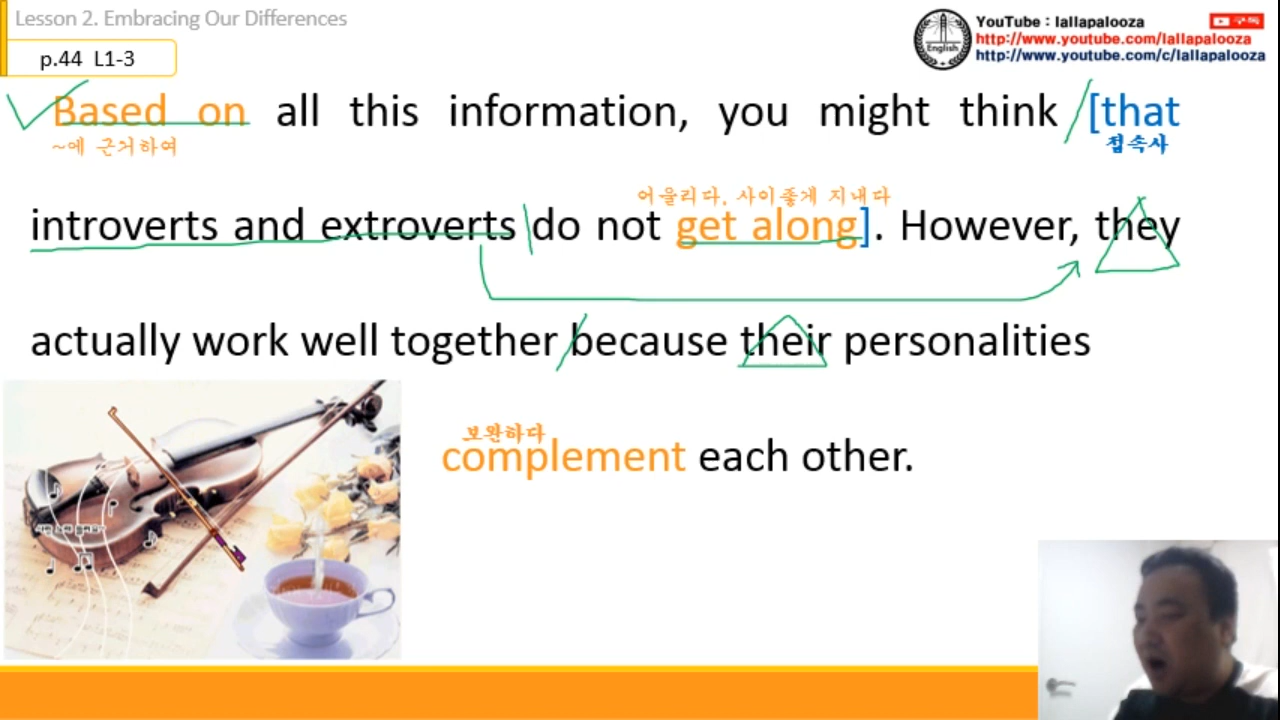 Lesson 2. Embracing Our Differences
p.44 L1-3
English
YouTube : lallapalooza
구독
http://www.youtube.com/lallapalooza
http://www.youtube.com/c/lallapalooza
Based on all this information, you might think [that
~에 근거하여
접속사
어울리다, 사이좋게 지내다
introverts and extroverts do not get along]. However, they
actually work well together because their personalities
보완하다
complement each other.